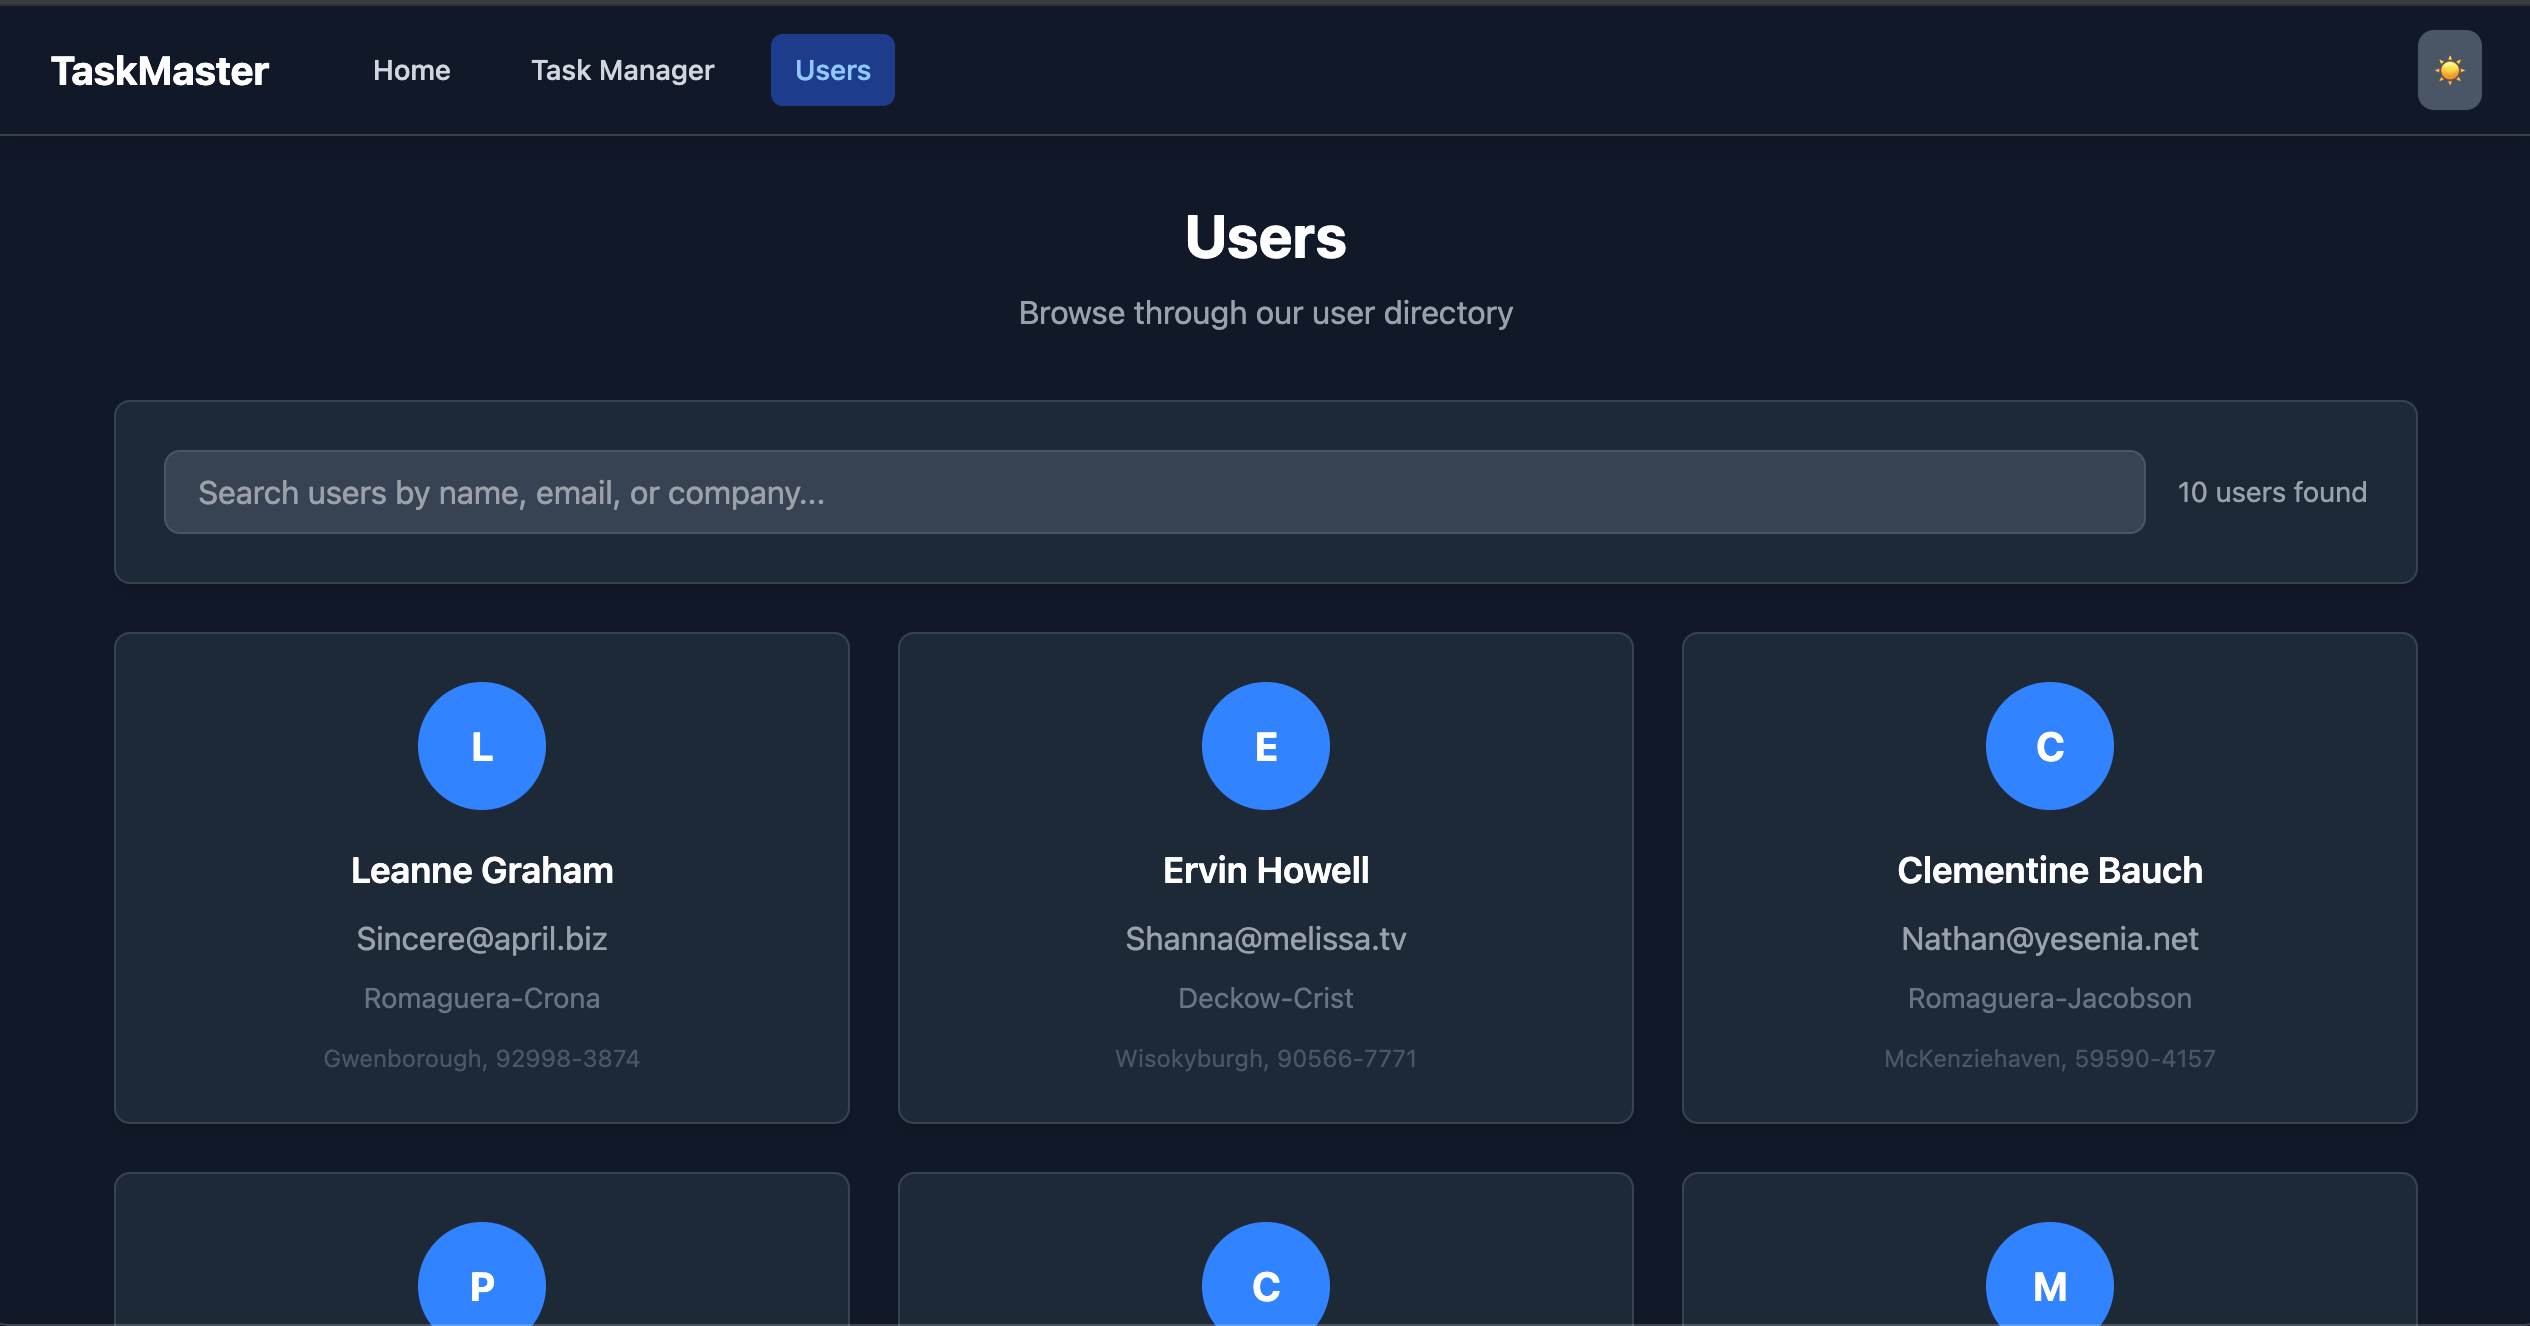 TaskMaster Home Task Manager Users
Users
Browse through our user directory
Search users by name, email, or company...
10 users found
L
Leanne Graham
Sincere@april.biz
Romaguera-Crona
Gwenborough, 92998-3874
E
Ervin Howell
Shanna@melissa.tv
Deckow-Crist
Wisokyburgh, 90566-7771
C
Clementine Bauch
Nathan@yesenia.net
Romaguera-Jacobson
McKenziehaven, 59590-4157
P
C
M